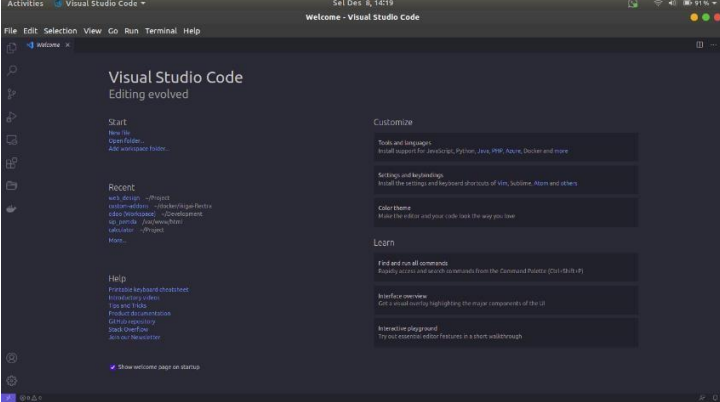 Activities Visual Studio Code
Sel Des 8, 14:19
91 %
Welcome - Visual Studio Code
File Edit Selection View Go Run Terminal Help
Welcome
Visual Studio Code
Editing evolved
Start
New file
Open folder...
Add workspace folder...
Recent
web_design ~/Project
custom-addons
odoo (Workspace) ~/Development
/var/www/html
calculator ~/Project
More...
Help
Printable keyboard cheatsheet
Introductory videos
Tips and Tricks
Product documentation
GitHub repository
Stack Overflow
Join our Newsletter
Show welcome page on startup
Customize
Tools and languages
Install support for JavaScript, Python, Java, PHP, Azure, Docker and more
Settings and keybindings
Install the settings and keyboard shortcuts of Vim, Sublime, Atom and others
Color theme
Make the editor and your code look the way you love
Learn
Find and run all commands
Rapidly access and search commands from the Command Palette (Ctrl+Shift+P)
Interface overview
Get a visual overlay highlighting the major components of the UI
Interactive playground
Try out essential editor features in a short walkthrough
0 0